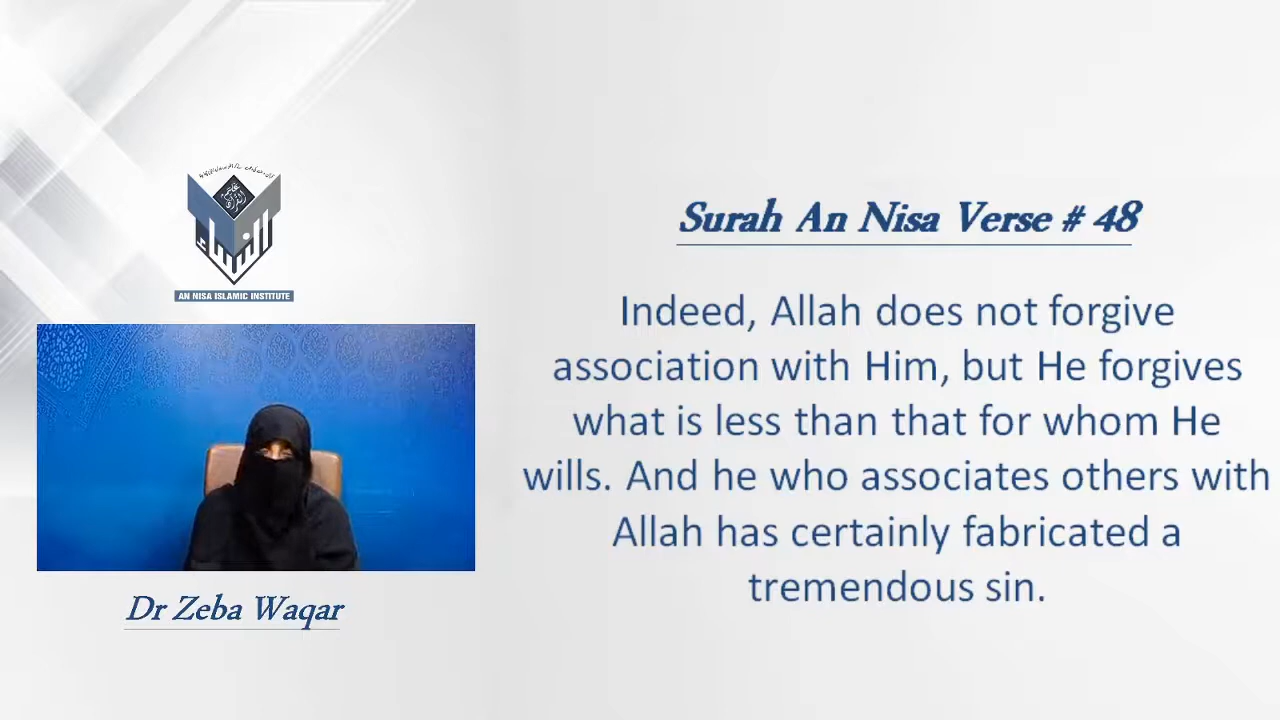 النساء
AN NISA ISLAMIC INSTITUTE
Dr Zeba Waqar
Surah An Nisa Verse # 48
Indeed, Allah does not forgive
association with Him, but He forgives
what is less than that for whom He
wills. And he who associates others with
Allah has certainly fabricated a
tremendous sin.